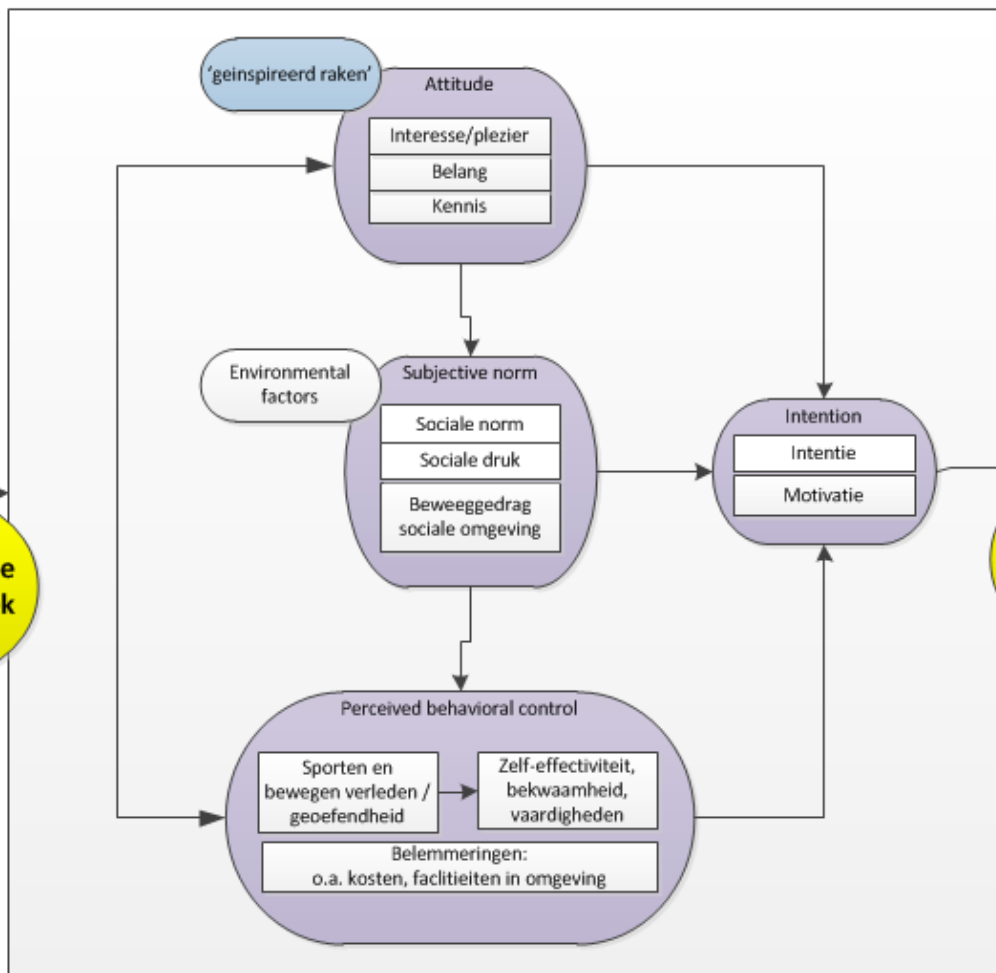 'geinspireerd raken'
Attitude
Interesse/plezier
Belang
Kennis
Environmental
factors
Subjective norm
Sociale norm
Sociale druk
Beweeggedrag
sociale omgeving
Intention
Intentie
Motivatie
e
k
Perceived behavioral control
Sporten en
bewegen verleden /
geoefendheid
Zelf-effectiviteit,
bekwaamheid,
vaardigheden
Belemmeringen:
o.a. kosten, faclitieiten in omgeving